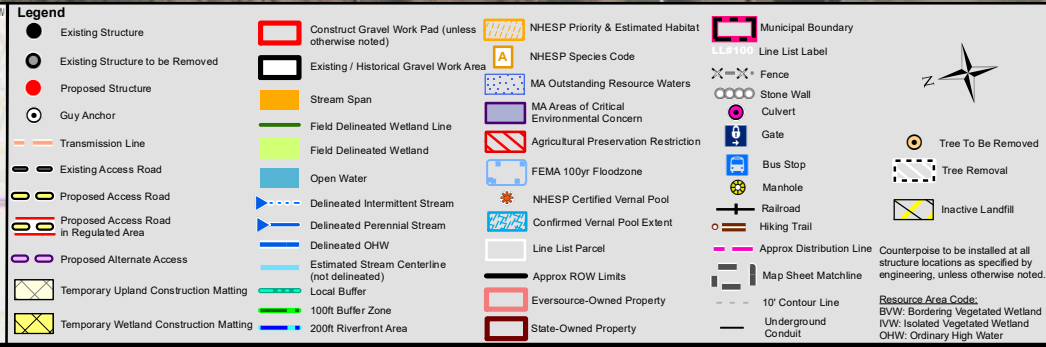 Legend
Existing Structure
Existing Structure to be Removed
Proposed Structure
Guy Anchor
Transmission Line
Existing Access Road
Proposed Access Road
Proposed Access Road
in Regulated Area
Proposed Alternate Access
Temporary Upland Construction Matting
Temporary Wetland Construction Matting
Construct Gravel Work Pad (unless
otherwise noted)
Existing / Historical Gravel Work Area
Stream Span
Field Delineated Wetland Line
Field Delineated Wetland
Open Water
Delineated Intermittent Stream
Delineated Perennial Stream
Delineated OHW
Estimated Stream Centerline
(not delineated)
Local Buffer
100ft Buffer Zone
200ft Riverfront Area
NHESP Priority & Estimated Habitat
A
NHESP Species Code
MA Outstanding Resource Waters
MA Areas of Critical
Environmental Concern
Agricultural Preservation Restriction
FEMA 100yr Floodzone
NHESP Certified Vernal Pool
Confirmed Vernal Pool Extent
Line List Parcel
Approx ROW Limits
Eversource-Owned Property
State-Owned Property
Municipal Boundary
LL#100 Line List Label
Fence
Stone Wall
Culvert
Gate
Bus Stop
Manhole
Railroad
Hiking Trail
Approx Distribution Line
Map Sheet Matchline
10' Contour Line
Underground
Conduit
Z
Tree To Be Removed
Tree Removal
Inactive Landfill
Counterpoise to be installed at all
structure locations as specified by
engineering, unless otherwise noted.
Resource Area Code:
BVW: Bordering Vegetated Wetland
IVW: Isolated Vegetated Wetland
OHW: Ordinary High Water